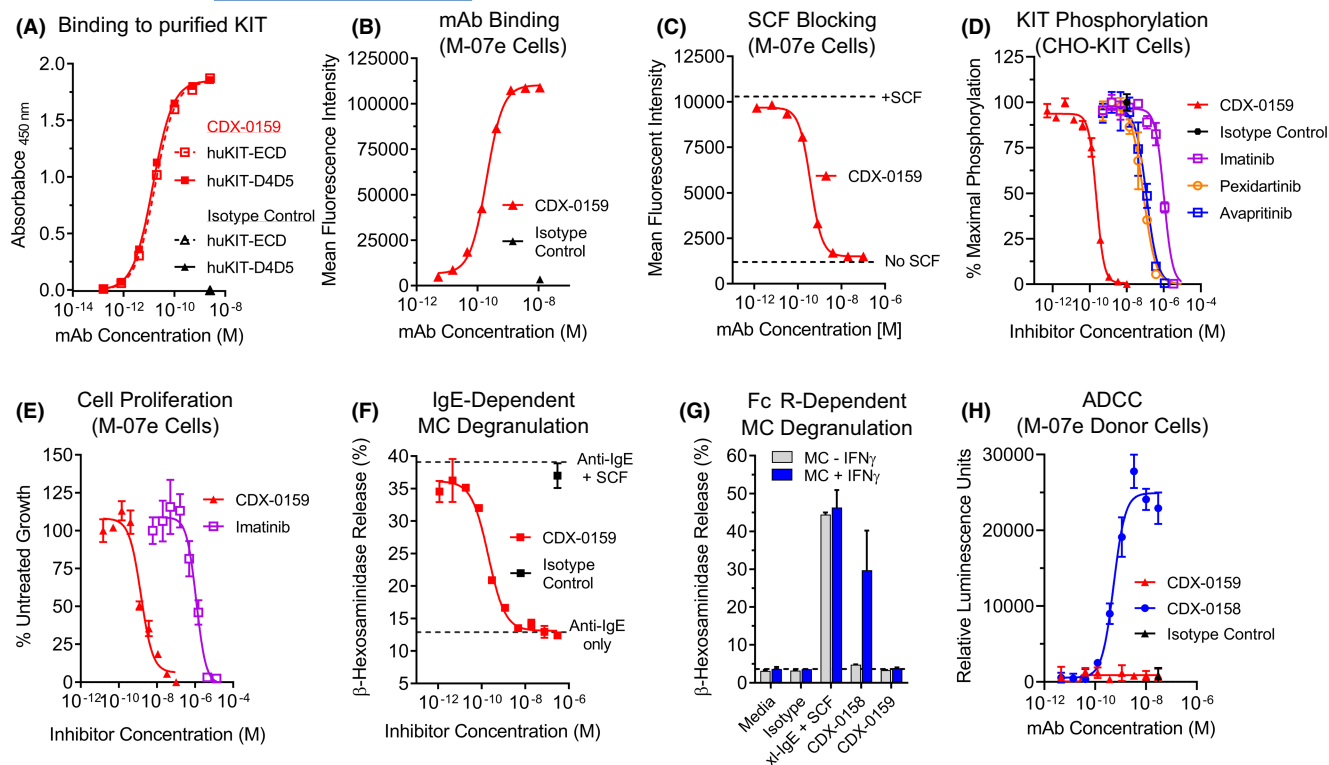 (A) Binding to purified KIT
Absorbance 450 nm
2.0
1.5
1.0
0.5
0.0
CDX-0159
huKIT-ECD
huKIT-D4D5
Isotype Control
huKIT-ECD
huKIT-D4D5
10-14 10-12 10-10 10-8
mAb Concentration (M)
(B) mAb Binding
(M-07e Cells)
Mean Fluorescence Intensity
125000
100000
75000
50000
25000
0
CDX-0159
Isotype
Control
10-12 10-10 10-8
mAb Concentration (M)
(C) SCF Blocking
(M-07e Cells)
Mean Fluorescent Intensity
12500
10000
7500
5000
2500
0
+SCF
CDX-0159
No SCF
10-12 10-10 10-8 10-6
mAb Concentration [M]
(D) KIT Phosphorylation
(CHO-KIT Cells)
% Maximal Phosphorylation
125
100
75
50
25
0
CDX-0159
Isotype Control
Imatinib
Pexidartinib
Avapritinib
10-12 10-10 10-8 10-6 10-4
Inhibitor Concentration (M)
(E) Cell Proliferation
(M-07e Cells)
% Untreated Growth
150
125
100
75
50
25
0
CDX-0159
Imatinib
10-12 10-10 10-8 10-6 10-4
Inhibitor Concentration (M)
(F) IgE-Dependent
MC Degranulation
β-Hexosaminidase Release (%)
40
35
30
25
20
15
10
5
Anti-IgE
+ SCF
CDX-0159
Isotype
Control
Anti-IgE
only
10-12 10-10 10-8 10-6
Inhibitor Concentration (M)
(G) Fc R-Dependent
MC Degranulation
β-Hexosaminidase Release (%)
60
50
40
30
20
10
0
MC - IFNγ
MC + IFNγ
Media
Isotype
xl-IgE + SCF
CDX-0158
CDX-0159
(H) ADCC
(M-07e Donor Cells)
Relative Luminescence Units
30000
20000
10000
0
CDX-0159
CDX-0158
Isotype Control
10-12 10-10 10-8 10-6
mAb Concentration (M)